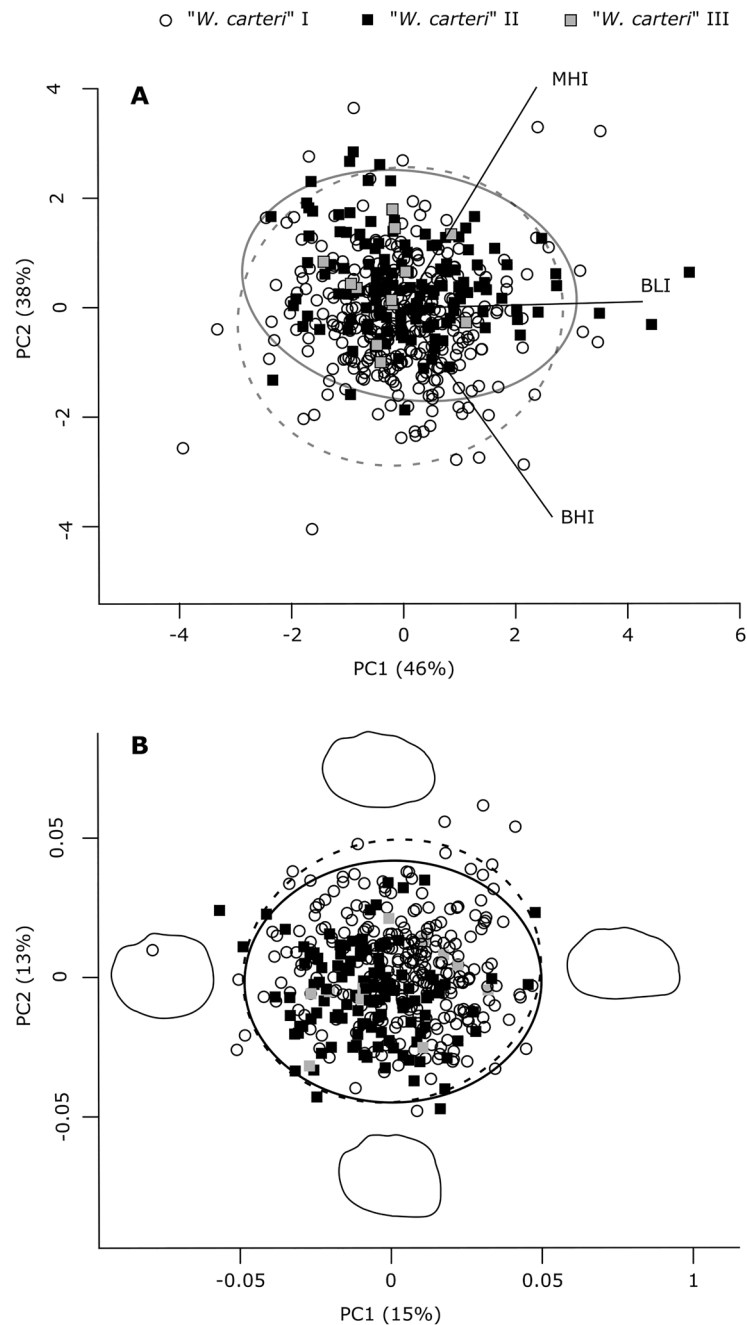 "W. carteri" I "W. carteri" II "W. carteri" III
A
MHI
BLI
BHI
4
2
0
-2
-4
PC2 (38%)
-4 -2 0 2 4 6
PC1 (46%)
B
0.05
0
-0.05
PC2 (13%)
-0.05 0 0.05 1
PC1 (15%)